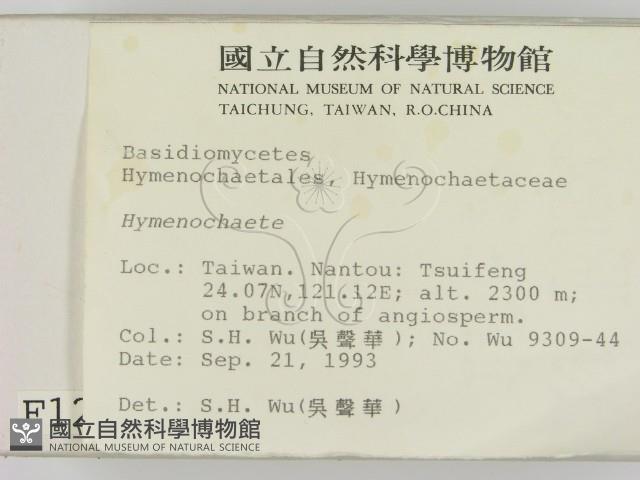 國立自然科學博物館
NATIONAL MUSEUM OF NATURAL SCIENCE
TAICHUNG, TAIWAN, R.O.CHINA
Basidiomycetes
Hymenochaetales, Hymenochaetaceae
Hymenochaete
Loc.: Taiwan. Nantou: Tsuifeng
24.07N,121.12E; alt. 2300 m;
on branch of angiosperm.
Col.: S.H. Wu(吳聲華); No. Wu 9309-44
Date: Sep. 21, 1993
Det.: S.H. Wu(吳聲華)
國立自然科學博物館
NATIONAL MUSEUM OF NATURAL SCIENCE